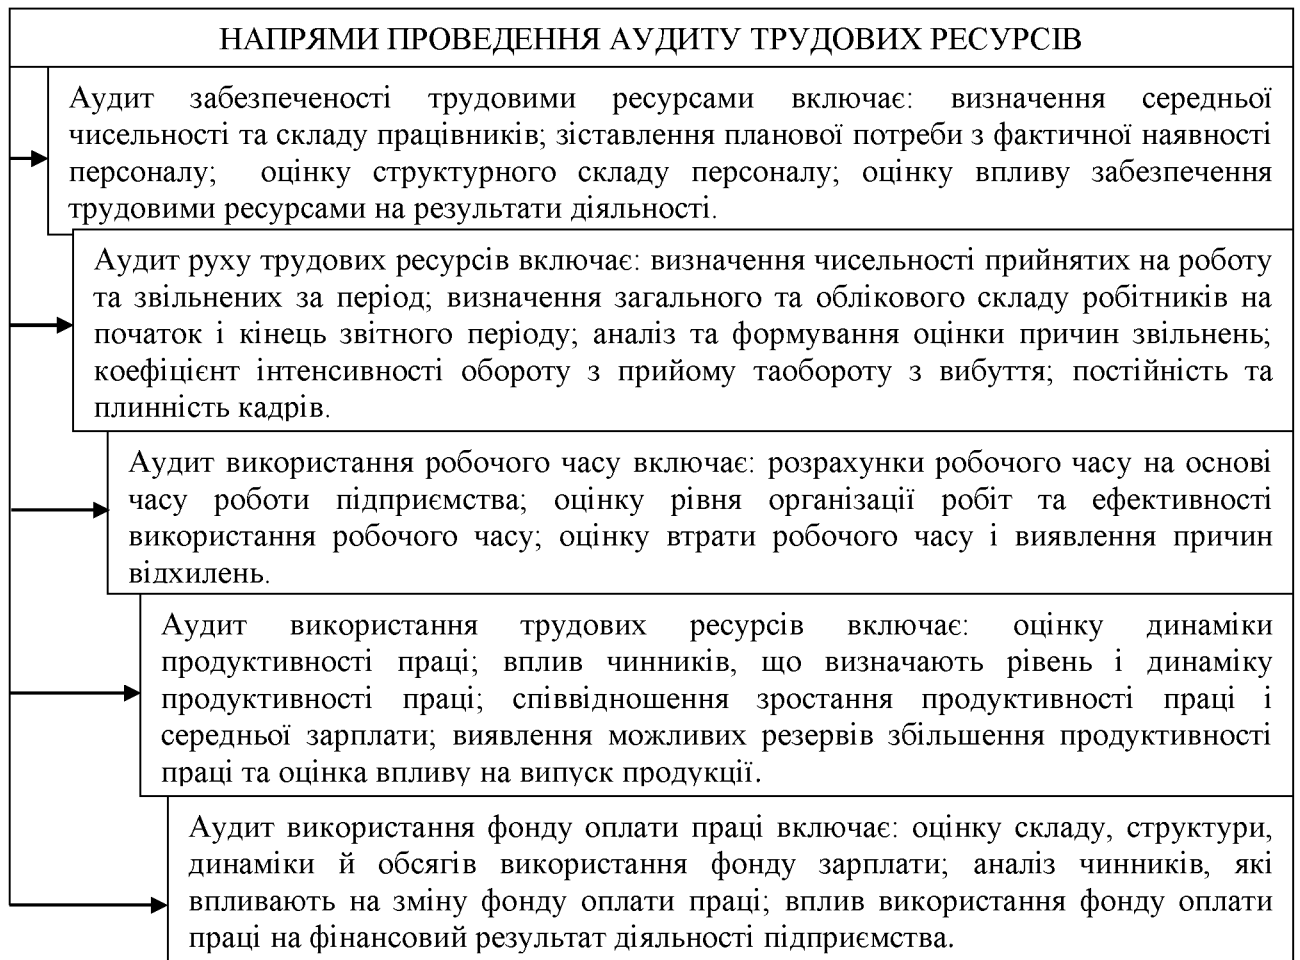 НАПРЯМИ ПРОВЕДЕННЯ АУДИТУ ТРУДОВИХ РЕСУРСІВ
Аудит забезпеченості трудовими ресурсами включає: визначення середньої
чисельності та складу працівників; зіставлення планової потреби з фактичної наявності
персоналу; оцінку структурного складу персоналу; оцінку впливу забезпечення
трудовими ресурсами на результати діяльності.
Аудит руху трудових ресурсів включає: визначення чисельності прийнятих на роботу
та звільнених за період; визначення загального та облікового складу робітників на
початок і кінець звітного періоду; аналіз та формування оцінки причин звільнень;
коефіцієнт інтенсивності обороту з прийому таобороту з вибуття; постійність та
плинність кадрів.
Аудит використання робочого часу включає: розрахунки робочого часу на основі
часу роботи підприємства; оцінку рівня організації робіт та ефективності
використання робочого часу; оцінку втрати робочого часу і виявлення причин
відхилень.
Аудит використання трудових ресурсів включає: оцінку динаміки
продуктивності праці; вплив чинників, що визначають рівень і динаміку
продуктивності праці; співвідношення зростання продуктивності праці і
середньої зарплати; виявлення можливих резервів збільшення продуктивності
праці та оцінка впливу на випуск продукції.
Аудит використання фонду оплати праці включає: оцінку складу, структури,
динаміки й обсягів використання фонду зарплати; аналіз чинників, які
впливають на зміну фонду оплати праці; вплив використання фонду оплати
праці на фінансовий результат діяльності підприємства.